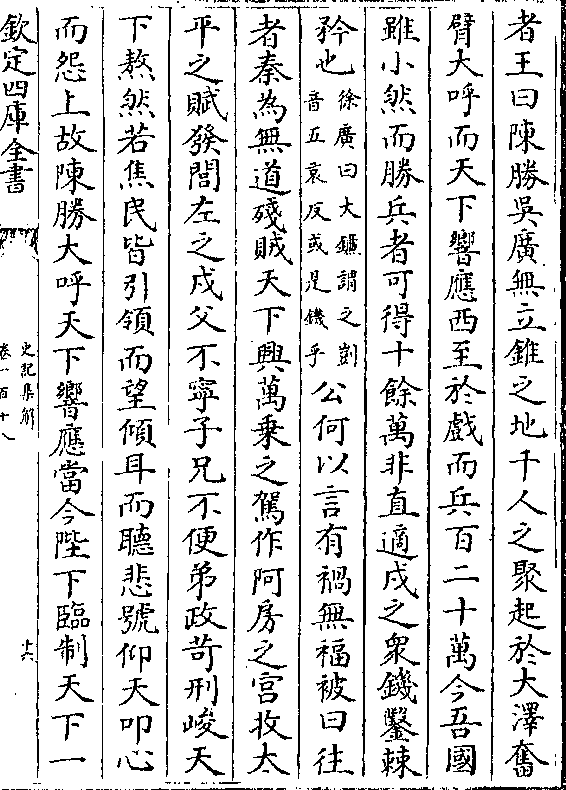 者王曰陳勝吳廣無立錐之地千人之聚起於大澤奮
臂大呼而天下響應西至於戲而兵百二十萬今吾國
雖小然而勝兵者可得十餘萬非直適戍之衆鐖鑿棘
矜也徐廣曰大鐮謂之剴音五哀反或是鐖乎公何以言有禍無福被曰往
者秦為無道殘賊天下興萬乘之駕作阿房之宫收太
平之賦發閭左之戍父不寧子兄不便弟政苛刑峻天
下熬然若焦民皆引領而望傾耳而聽悲號仰天叩心
而怨上故陳勝大呼天下響應當今陛下臨制天下一
欽定四庫全書
史記集解
卷一百十八
十六